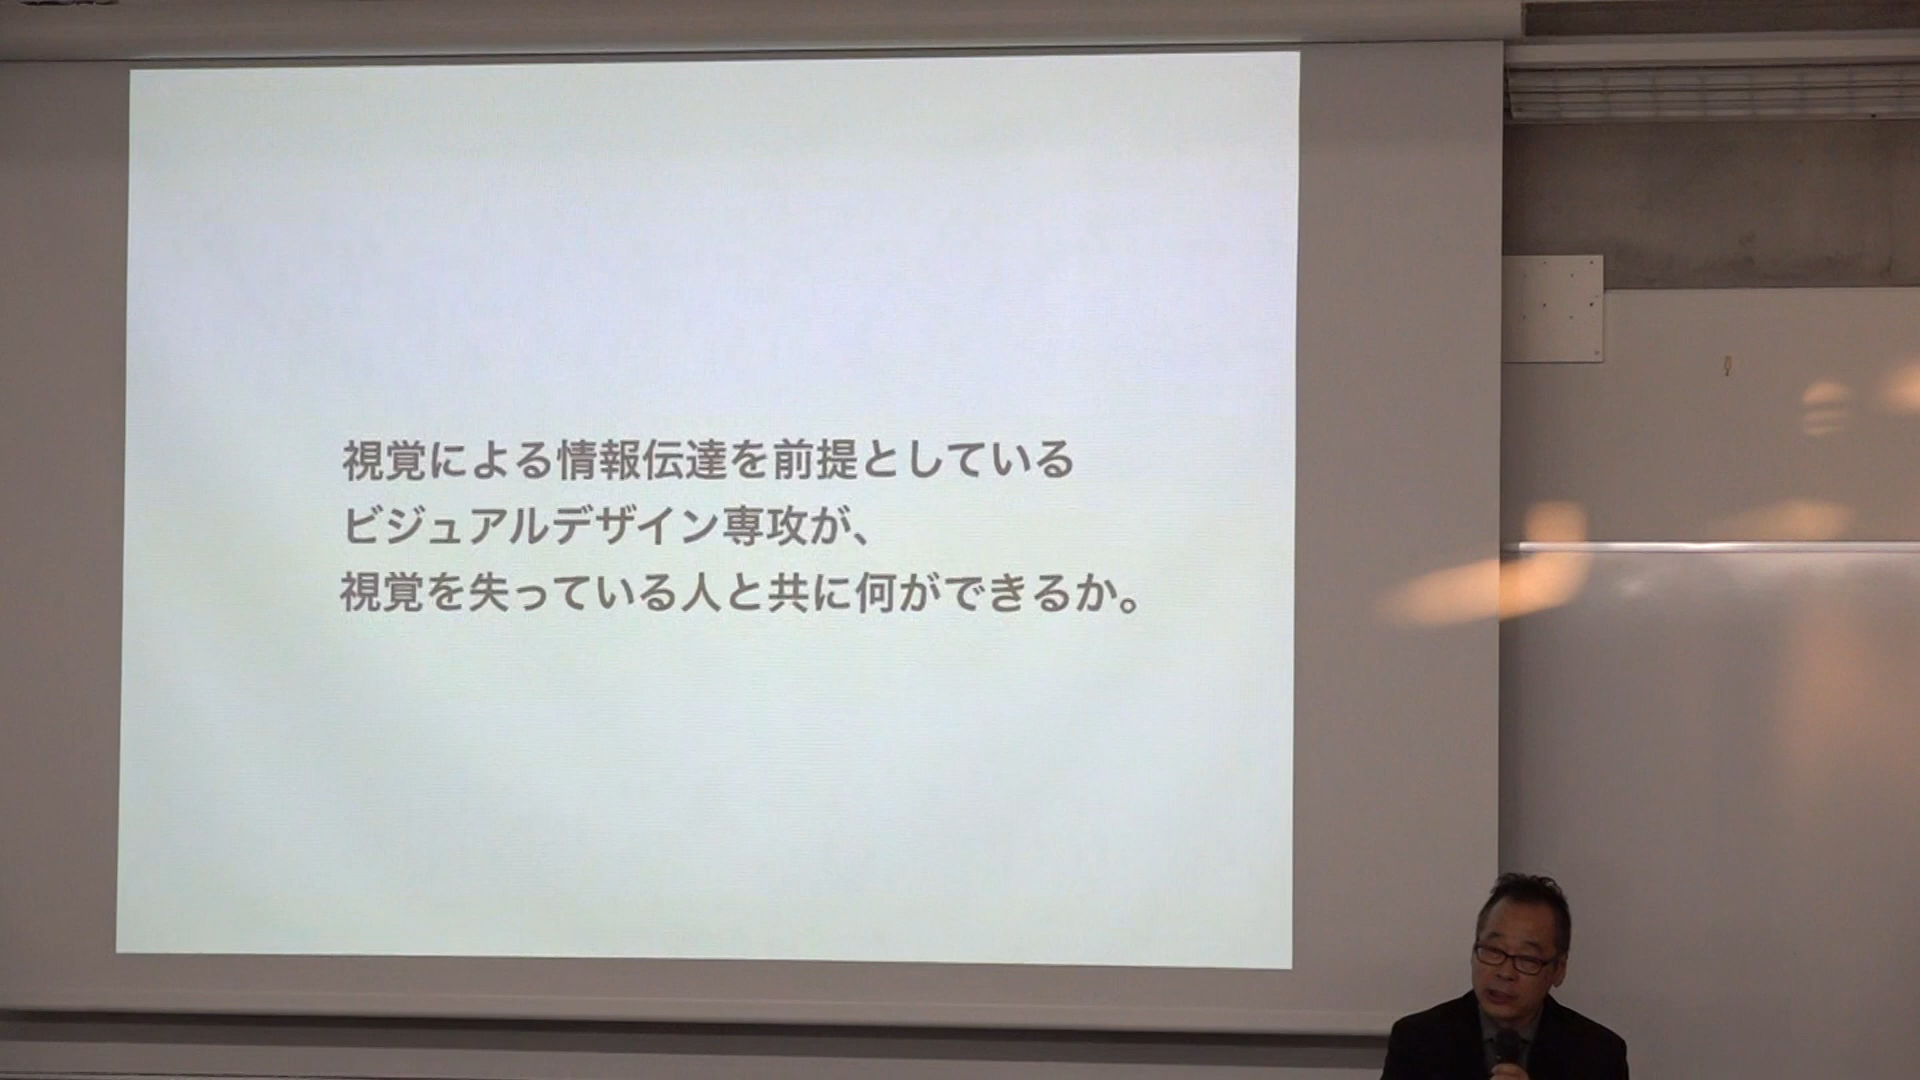 視覚による情報伝達を前提としている
ビジュアルデザイン専攻が、
視覚を失っている人と共に何ができるか。